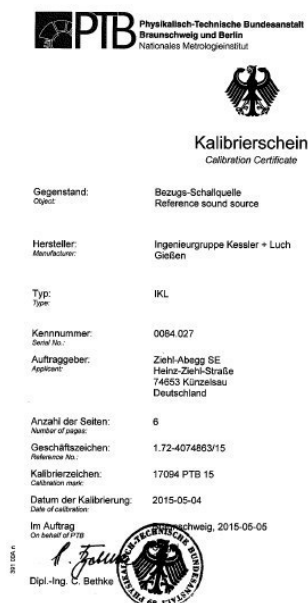 PTB
Physikalisch-Technische Bundesanstalt
Braunschweig und Berlin
Nationales Metrologieinstitut
Kalibrierschein
Calibration Certificate
Gegenstand: Bezugs-Schallquelle
Object: Reference sound source
Hersteller: Ingenieurgruppe Kessler + Luch
Manufacturer: Gießen
Typ: IKL
Type:
Kennnummer: 0084.027
Serial No.:
Auftraggeber: Ziehl-Abegg SE
Applicant: Heinz-Ziehl-Straße
74653 Künzelsau
Deutschland
Anzahl der Seiten: 6
Number of pages:
Geschäftszeichen: 1.72-4074863/15
Reference No.:
Kalibrierzeichen: 17094 PTB 15
Calibration mark:
Datum der Kalibrierung: 2015-05-04
Date of calibration:
Im Auftrag Braunschweig, 2015-05-05
On behalf of PTB
Dipl.-Ing. C. Bethke